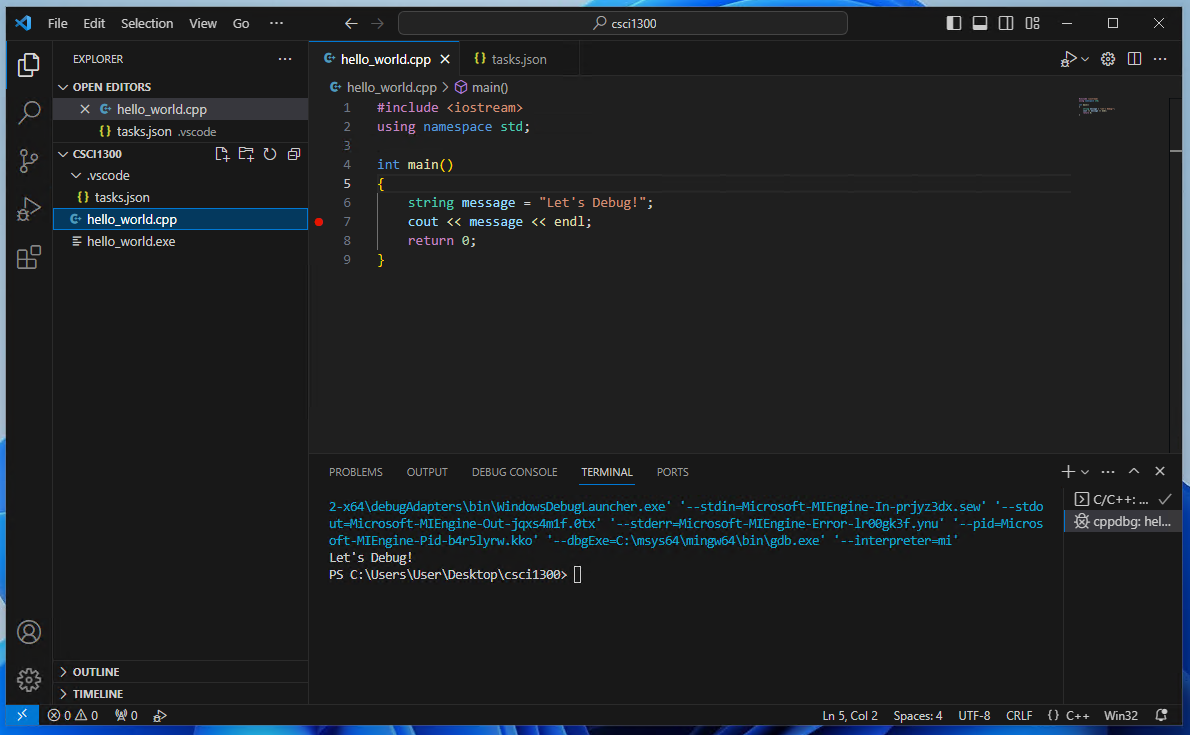 File Edit Selection View Go ··· csci1300
EXPLORER ···
OPEN EDITORS
hello_world.cpp
tasks.json .vscode
CSCI1300
.vscode
tasks.json
hello_world.cpp
hello_world.exe
OUTLINE
TIMELINE
hello_world.cpp tasks.json
hello_world.cpp > main()
1 #include <iostream>
2 using namespace std;
3
4 int main()
5 {
6 string message = "Let's Debug!";
7 cout << message << endl;
8 return 0;
9 }
PROBLEMS OUTPUT DEBUG CONSOLE TERMINAL PORTS
2-x64\debugAdapters\bin\WindowsDebugLauncher.exe' '--stdin=Microsoft-MIEngine-In-prjyz3dx.sew' '--stdo
ut=Microsoft-MIEngine-Out-jqxs4m1f.0tx' '--stderr=Microsoft-MIEngine-Error-lr00gk3f.ynu' '--pid=Micros
oft-MIEngine-Pid-b4r5lyrw.kko' '--dbgExe=C:\msys64\mingw64\bin\gdb.exe' '--interpreter=mi'
Let's Debug!
PS C:\Users\User\Desktop\csci1300>
C/C++: ...
cppdbg: hel...
0 0 0 Ln 5, Col 2 Spaces: 4 UTF-8 CRLF {} C++ Win32